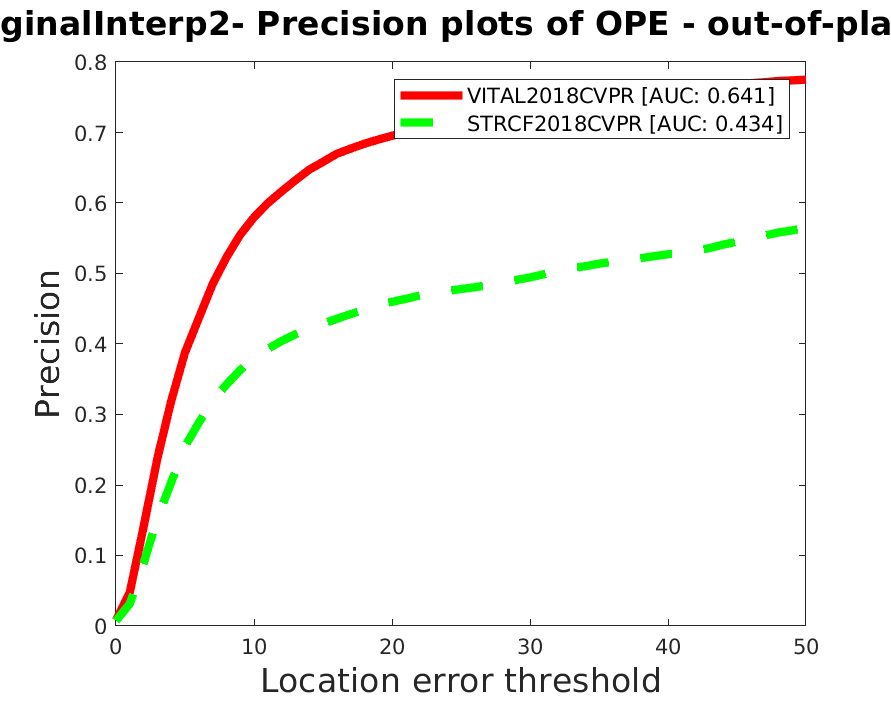 ginalInterp2- Precision plots of OPE - out-of-pla
0.8
0.7
0.6
0.5
0.4
0.3
0.2
0.1
0
Precision
VITAL2018CVPR [AUC: 0.641]
STRCF2018CVPR [AUC: 0.434]
0 10 20 30 40 50
Location error threshold